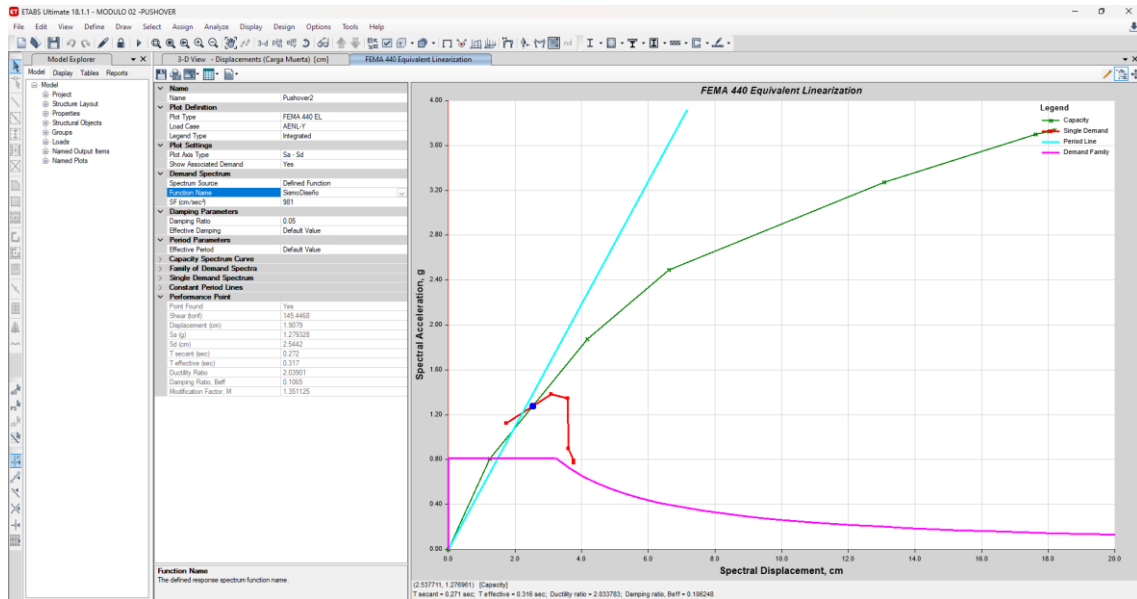 ETABS Ultimate 18.1.1 - MODULO 02 -PUSHOVER
File Edit View Define Draw Select Assign Analyze Display Design Options Tools Help
Model Explorer
3-D View - Displacements (Carga Muerta) [cm]
FEMA 440 Equivalent Linearization
Model Display Tables Reports
Model
Project
Structure Layout
Properties
Structural Objects
Groups
Loads
Named Output Items
Named Plots
Name
Name Pushover2
Plot Definition
Plot Type FEMA 440 EL
Load Case AENL-Y
Legend Type Integrated
Plot Settings
Plot Axis Type Sa - Sd
Show Associated Demand Yes
Demand Spectrum
Spectrum Source Defined Function
Function Name SismoDiseño
SF (cm/sec²) 981
Damping Parameters
Damping Ratio 0.05
Effective Damping Default Value
Period Parameters
Effective Period Default Value
Capacity Spectrum Curve
Family of Demand Spectra
Single Demand Spectrum
Constant Period Lines
Performance Point
Point Found Yes
Shear (tonf) 145.4468
Displacement (cm) 1.9079
Sa (g) 1.279328
Sd (cm) 2.5442
T secant (sec) 0.272
T effective (sec) 0.317
Ductility Ratio 2.03901
Damping Ratio, Beff 0.1065
Modification Factor, M 1.351125
Function Name
The defined response spectrum function name.
FEMA 440 Equivalent Linearization
Legend
Capacity
Single Demand
Period Line
Demand Family
Spectral Acceleration, g
4.00
3.60
3.20
2.80
2.40
2.00
1.60
1.20
0.80
0.40
0.00
0.0 2.0 4.0 6.0 8.0 10.0 12.0 14.0 16.0 18.0 20.0
Spectral Displacement, cm
(2.537711, 1.276961) [Capacity]
T secant = 0.271 sec; T effective = 0.316 sec; Ductility ratio = 2.033783; Damping ratio, Beff = 0.106248